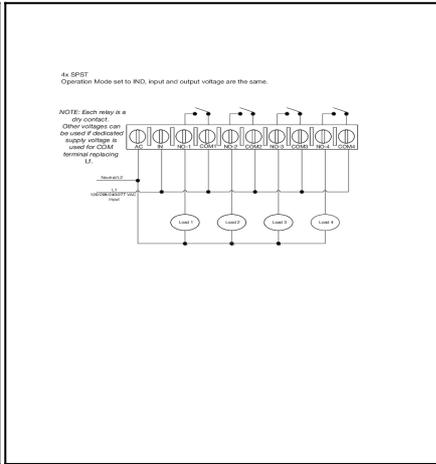 4x SPST
Operation Mode set to IND, input and output voltage are the same.
NOTE: Each relay is a
dry contact.
Other voltages can
be used if dedicated
supply voltage is
used for COM
terminal replacing
L1.
AC IN NO-1 COM1 NO-2 COM2 NO-3 COM3 NO-4 COM4
Neutral/L2
L1
VAC
Input
Load 1 Load 2 Load 3 Load 4